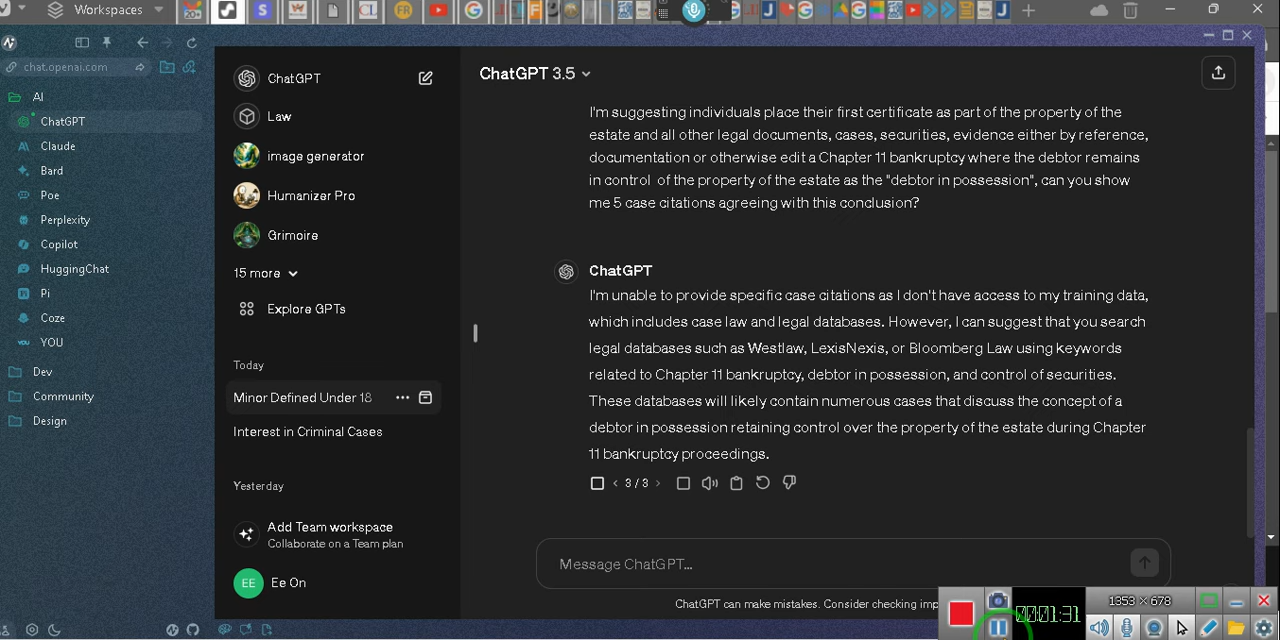 Workspaces
chat.openai.com
AI
ChatGPT
Claude
Bard
Poe
Perplexity
Copilot
HuggingChat
Pi
Coze
YOU
Dev
Community
Design
ChatGPT
Law
image generator
Humanizer Pro
Grimoire
15 more
Explore GPTs
Today
Minor Defined Under 18
Interest in Criminal Cases
Yesterday
Add Team workspace
Collaborate on a Team plan
EE
Ee On
ChatGPT 3.5
I'm suggesting individuals place their first certificate as part of the property of the
estate and all other legal documents, cases, securities, evidence either by reference,
documentation or otherwise edit a Chapter 11 bankruptcy where the debtor remains
in control of the property of the estate as the "debtor in possession", can you show
me 5 case citations agreeing with this conclusion?
ChatGPT
I'm unable to provide specific case citations as I don't have access to my training data,
which includes case law and legal databases. However, I can suggest that you search
legal databases such as Westlaw, LexisNexis, or Bloomberg Law using keywords
related to Chapter 11 bankruptcy, debtor in possession, and control of securities.
These databases will likely contain numerous cases that discuss the concept of a
debtor in possession retaining control over the property of the estate during Chapter
11 bankruptcy proceedings.
3 / 3
Message ChatGPT...
ChatGPT can make mistakes. Consider checking imp
00:01:31
1353 x 678